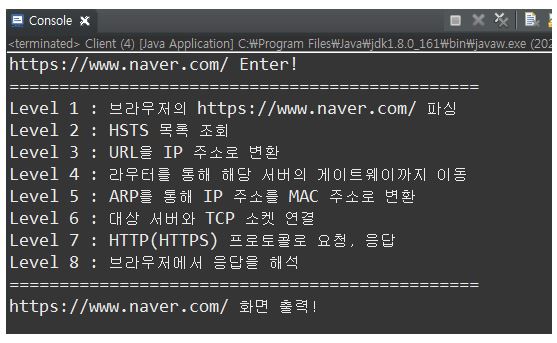 Console
<terminated> Client (4) [Java Application] C:₩Program Files₩Java₩jdk1.8.0_161₩bin₩javaw.exe (202
https://www.naver.com/ Enter!
===============================================
Level 1 : 브라우저의 https://www.naver.com/ 파싱
Level 2 : HSTS 목록 조회
Level 3 : URL을 IP 주소로 변환
Level 4 : 라우터를 통해 해당 서버의 게이트웨이까지 이동
Level 5 : ARP를 통해 IP 주소를 MAC 주소로 변환
Level 6 : 대상 서버와 TCP 소켓 연결
Level 7 : HTTP(HTTPS) 프로토콜로 요청, 응답
Level 8 : 브라우저에서 응답을 해석
===============================================
https://www.naver.com/ 화면 출력!